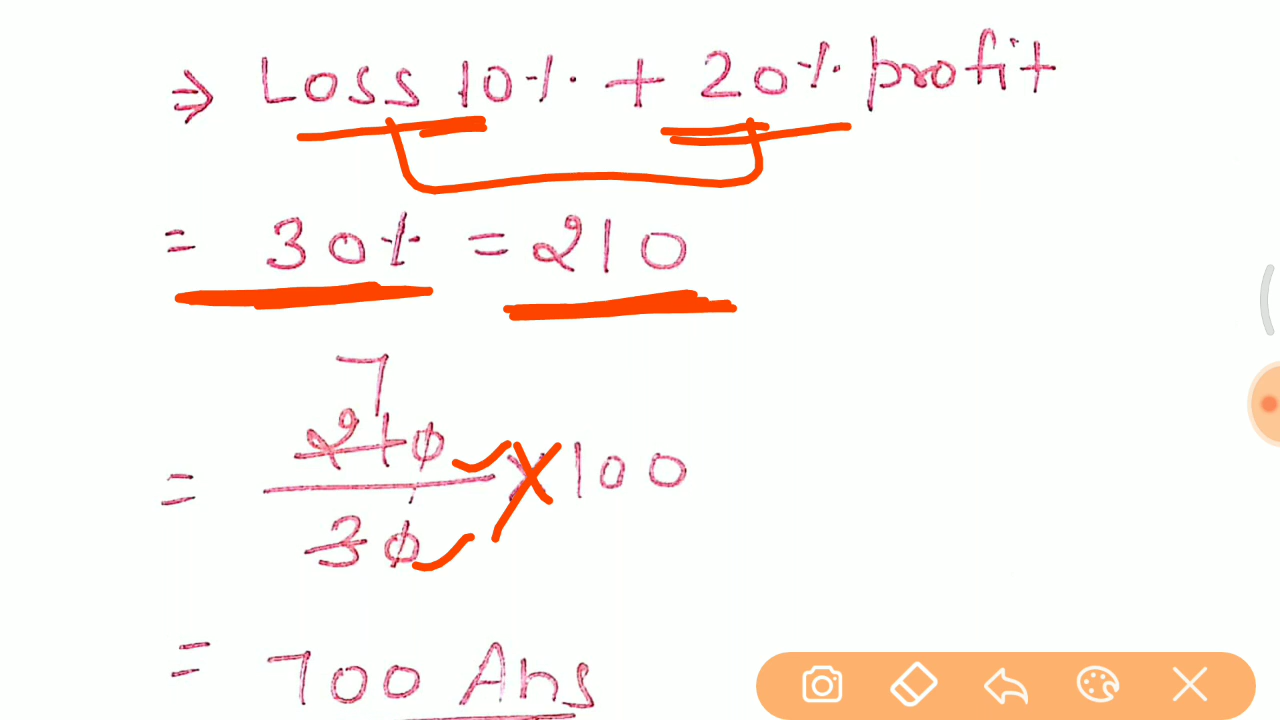 ⇒ Loss 10% + 20% profit
= 30% = 210
7
= 210/30 × 100
= 700 Ans